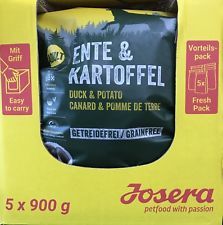 Mit
Griff
Easy
to carry
ENTE &
KARTOFFEL
DUCK & POTATO
CANARD & POMME DE TERRE
GETREIDEFREI / GRAINFREE
Vorteils-
pack
5x
Fresh
Pack
5 x 900 g
Josera
petfood with passion